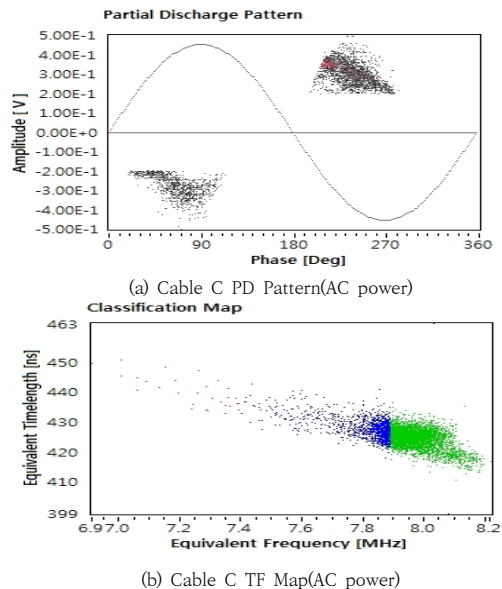 Partial Discharge Pattern
5.00E-1
4.00E-1
3.00E-1
2.00E-1
1.00E-1
0.00E+0
-1.00E-1
-2.00E-1
-3.00E-1
-4.00E-1
-5.00E-1
Amplitude [ V ]
0 90 180 270 360
Phase [Deg]
(a) Cable C PD Pattern(AC power)
Classification Map
463
450
440
430
420
410
399
Equivalent Timelength [ns]
6.97.0 7.2 7.4 7.6 7.8 8.0 8.2
Equivalent Frequency [MHz]
(b) Cable C TF Map(AC power)